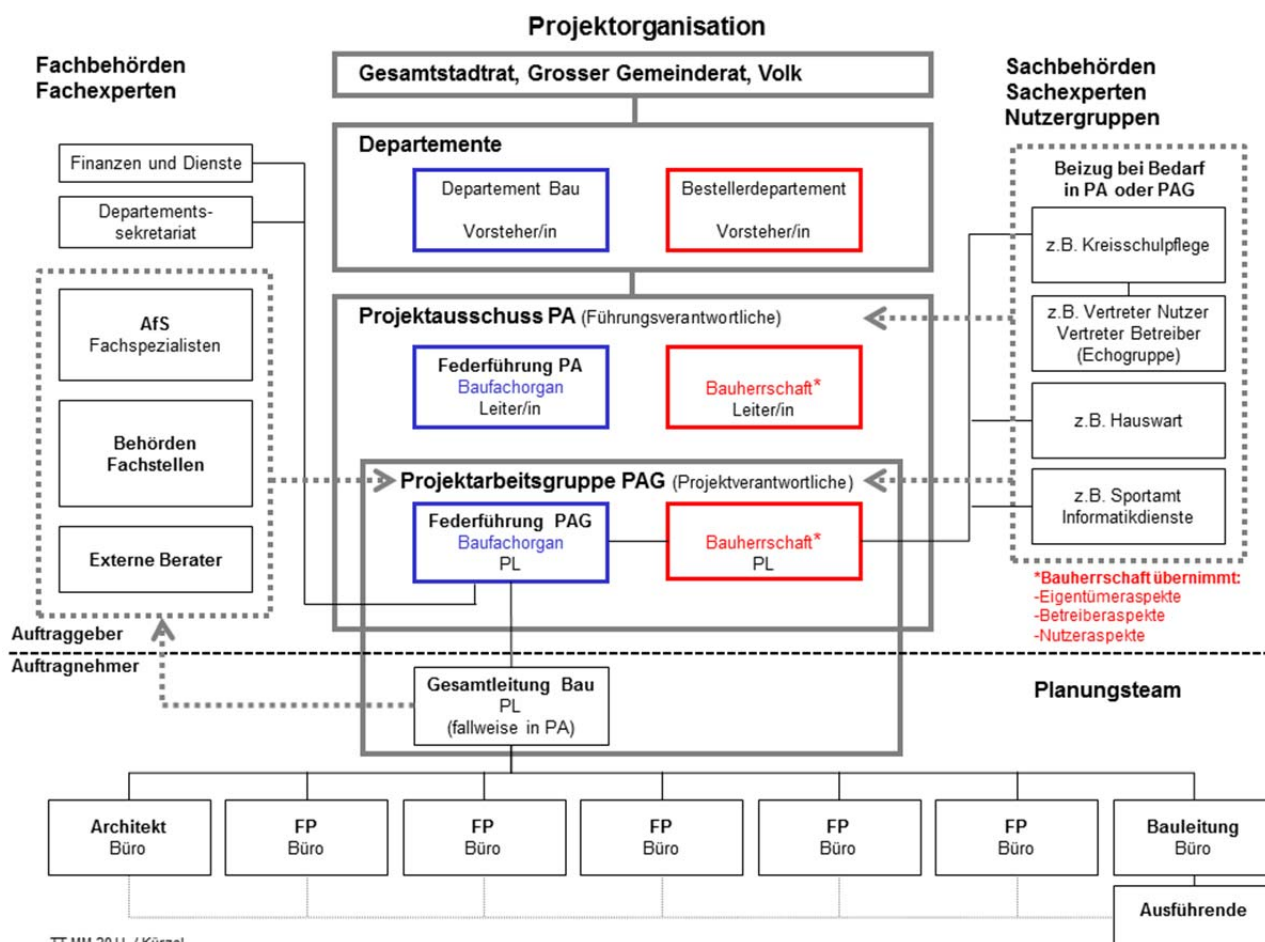 Projektorganisation
Fachbehörden
Fachexperten
Gesamtstadtrat, Grosser Gemeinderat, Volk
Sachbehörden
Sachexperten
Nutzergruppen
Finanzen und Dienste
Departements-
sekretariat
AfS
Fachspezialisten
Behörden
Fachstellen
Externe Berater
Departemente
Departement Bau
Vorsteher/in
Bestellerdepartement
Vorsteher/in
Projektausschuss PA (Führungsverantwortliche)
Federführung PA
Baufachorgan
Leiter/in
Bauherrschaft*
Leiter/in
Projektarbeitsgruppe PAG (Projektverantwortliche)
Federführung PAG
Baufachorgan
PL
Bauherrschaft*
PL
Beizug bei Bedarf
in PA oder PAG
z.B. Kreisschulpflege
z.B. Vertreter Nutzer
Vertreter Betreiber
(Echogruppe)
z.B. Hauswart
z.B. Sportamt
Informatikdienste
*Bauherrschaft übernimmt:
-Eigentümeraspekte
-Betreiberaspekte
-Nutzeraspekte
Auftraggeber
Auftragnehmer
Gesamtleitung Bau
PL
(fallweise in PA)
Planungsteam
Architekt
Büro
FP
Büro
FP
Büro
FP
Büro
FP
Büro
FP
Büro
Bauleitung
Büro
Ausführende